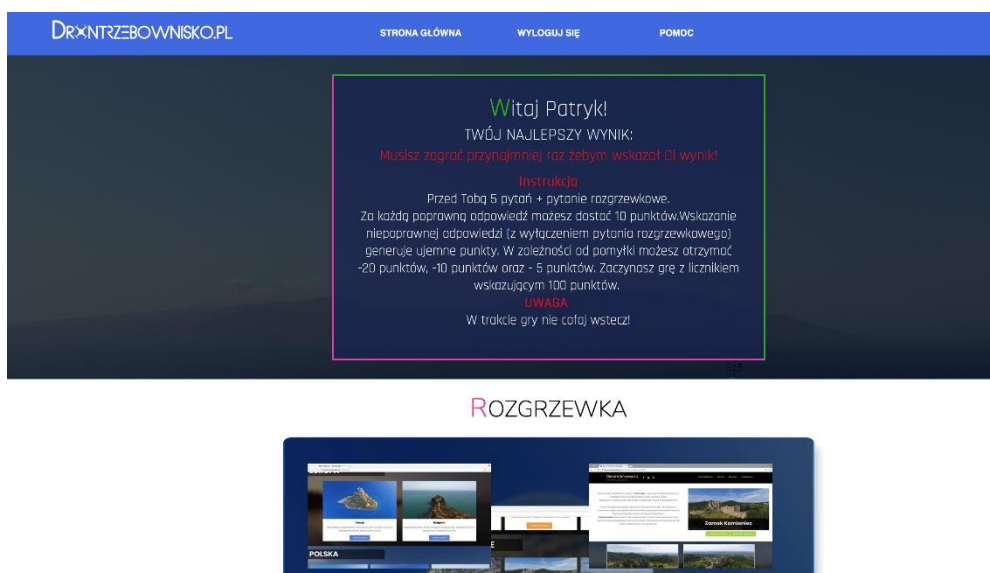 DRONTRZEBOWNISKO.PL
STRONA GŁÓWNA
WYLOGUJ SIĘ
POMOC
Witaj Patryk!
TWÓJ NAJLEPSZY WYNIK:
Musisz zagrać przynajmniej raz żebym wskazał Ci wynik!
Instrukcja
Przed Tobą 5 pytań + pytanie rozgrzewkowe.
Za każdą poprawną odpowiedź możesz dostać 10 punktów.Wskazanie
niepoprawnej odpowiedzi (z wyłączeniem pytania rozgrzewkowego)
generuje ujemne punkty. W zależności od pomyłki możesz otrzymać
-20 punktów, -10 punktów oraz - 5 punktów. Zaczynasz grę z licznikiem
wskazującym 100 punktów.
UWAGA
W trakcie gry nie cofaj wstecz!
ROZGRZEWKA
Zamek Kamieniec
POLSKA